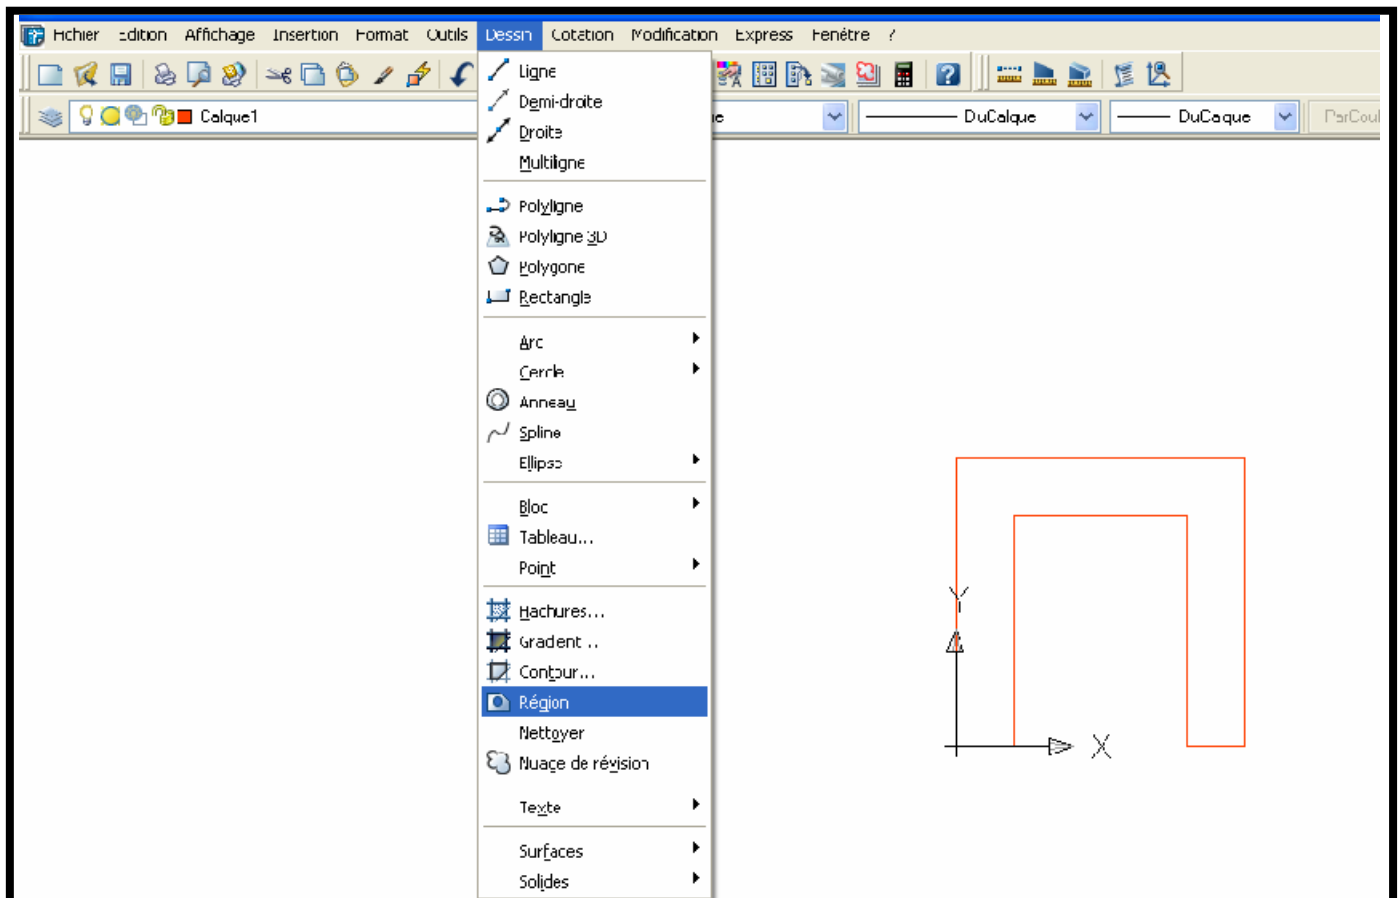 Fichier Edition Affichage Insertion Format Outils Dessin Cotation Modification Express Fenêtre ?
Calque1
DuCalque
DuCaque
ParCoul
Ligne
Demi-droite
Droite
Multiligne
Polyligne
Polyligne 3D
Polygone
Rectangle
Arc
Cercle
Anneau
Spline
Ellipse
Bloc
Tableau...
Point
Hachures...
Gradient...
Contour...
Région
Nettoyer
Nuage de révision
Texte
Surfaces
Solides
Y
X